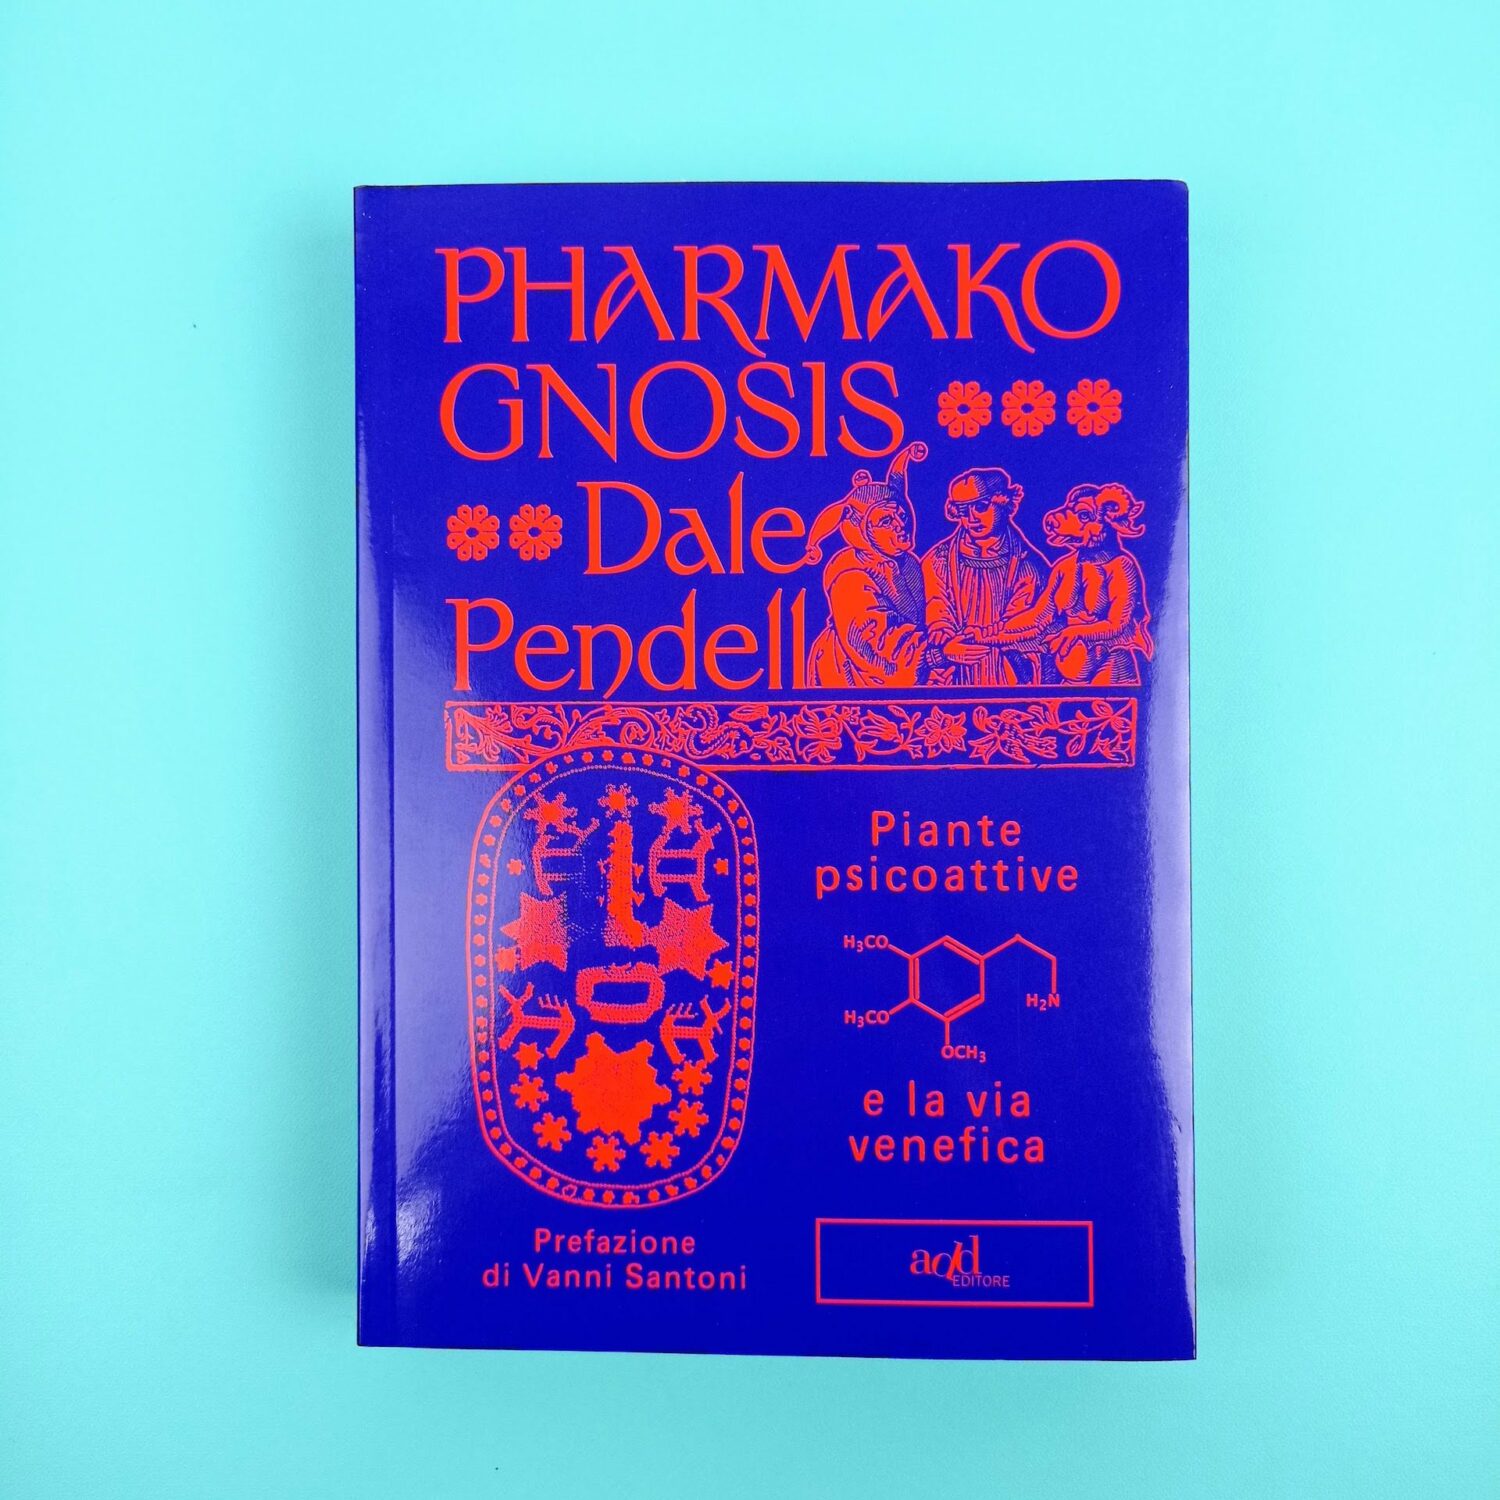 PHARMAKO
GNOSIS
Dale
Pendell
Piante
psicoattive
H₃CO
H₃CO
H₂N
OCH₃
e la via
venefica
Prefazione
di Vanni Santoni
add
EDITORE